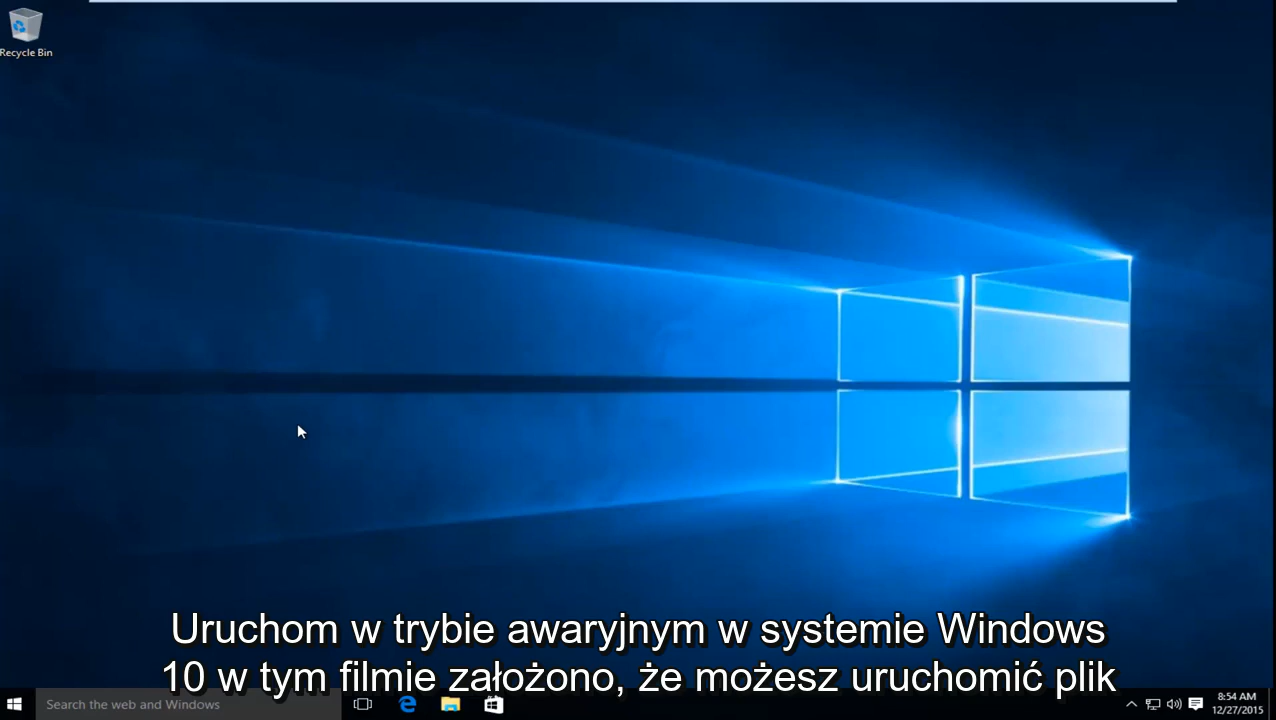 Recycle Bin
Uruchom w trybie awaryjnym w systemie Windows
10 w tym filmie założono, że możesz uruchomić plik
Search the web and Windows
8:54 AM
12/27/2015